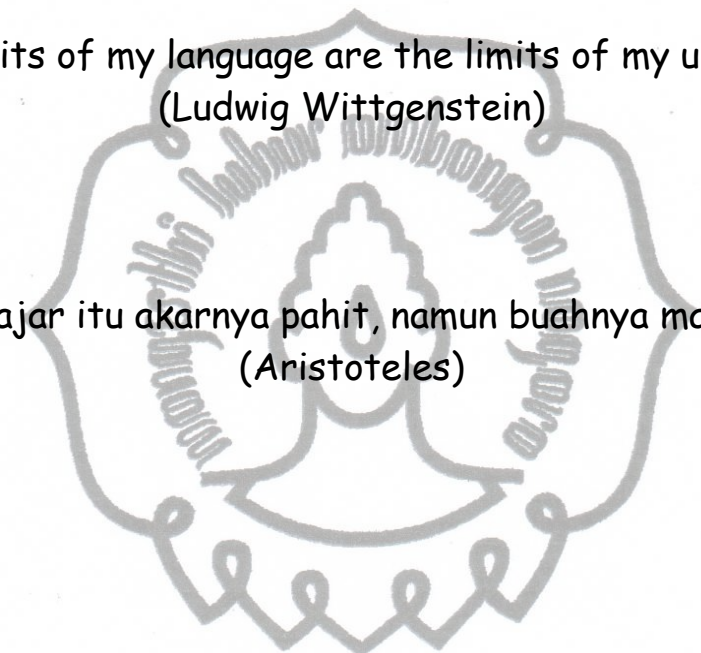 its of my language are the limits of my u
(Ludwig Wittgenstein)
ajar itu akarnya pahit, namun buahnya ma
(Aristoteles)